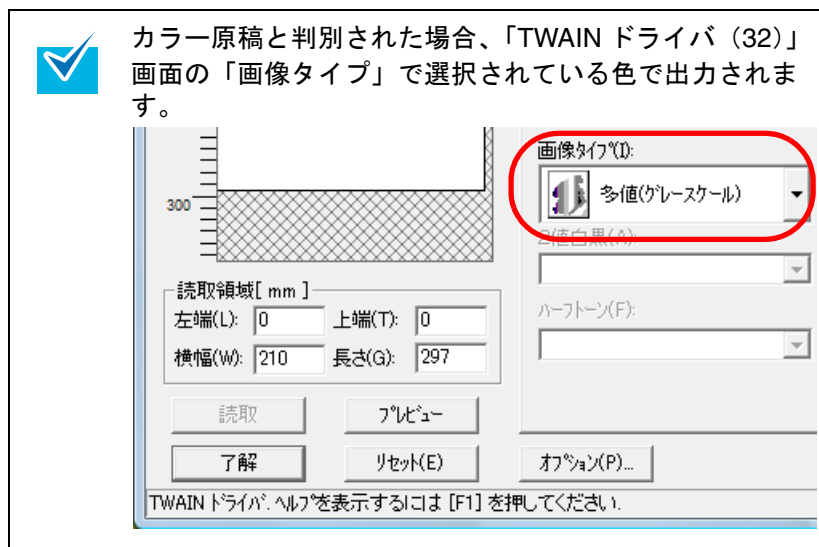 カラー原稿と判別された場合、「TWAIN ドライバ（32）」
画面の「画像タイプ」で選択されている色で出力されま
す。
画像ﾀｲﾌﾟ(I):
300
多値(ｸﾞﾚｰｽｹｰﾙ)
2値白黒(A):
読取領域[ mm ]
左端(L): 0 上端(T): 0
ﾊｰﾌﾄｰﾝ(F):
横幅(W): 210 長さ(G): 297
読取 ﾌﾟﾚﾋﾞｭｰ
了解 ﾘｾｯﾄ(E) ｵﾌﾟｼｮﾝ(P)...
TWAIN ﾄﾞﾗｲﾊﾞ. ﾍﾙﾌﾟを表示するには [F1] を押してください.